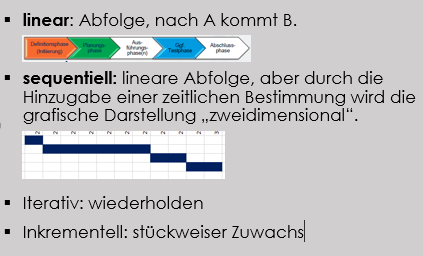 ▪ linear: Abfolge, nach A kommt B.
Definitionsphase (Initiierung) Planungs-phase Aus-führungs-phase(n) Ggf. Testphase Abschluss-phase
▪ sequentiell: lineare Abfolge, aber durch die
Hinzugabe einer zeitlichen Bestimmung wird die
grafische Darstellung „zweidimensional“.
▪ Iterativ: wiederholen
▪ Inkrementell: stückweiser Zuwachs